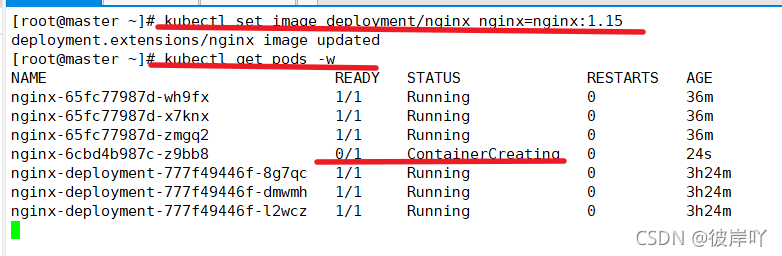 [root@master ~]# kubectl set image deployment/nginx nginx=nginx:1.15
deployment.extensions/nginx image updated
[root@master ~]# kubectl get pods -w
NAME READY STATUS RESTARTS AGE
nginx-65fc77987d-wh9fx 1/1 Running 0 36m
nginx-65fc77987d-x7knx 1/1 Running 0 36m
nginx-65fc77987d-zmgq2 1/1 Running 0 36m
nginx-6cbd4b987c-z9bb8 0/1 ContainerCreating 0 24s
nginx-deployment-777f49446f-8g7qc 1/1 Running 0 3h24m
nginx-deployment-777f49446f-dmwmh 1/1 Running 0 3h24m
nginx-deployment-777f49446f-l2wcz 1/1 Running 0 3h24m
CSDN @彼岸吖